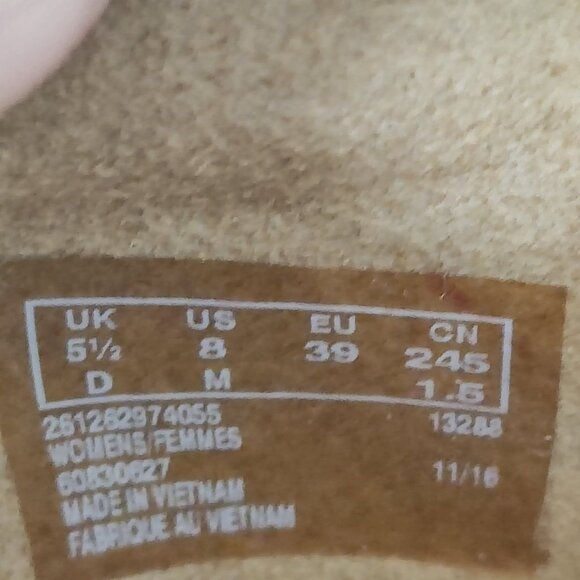 UK US EU CN
5½ 8 39 245
D M 1.5
261262974055 13288
WOMENS/FEMMES
60830627 11/16
MADE IN VIETNAM
FABRIQUE AU VIETNAM